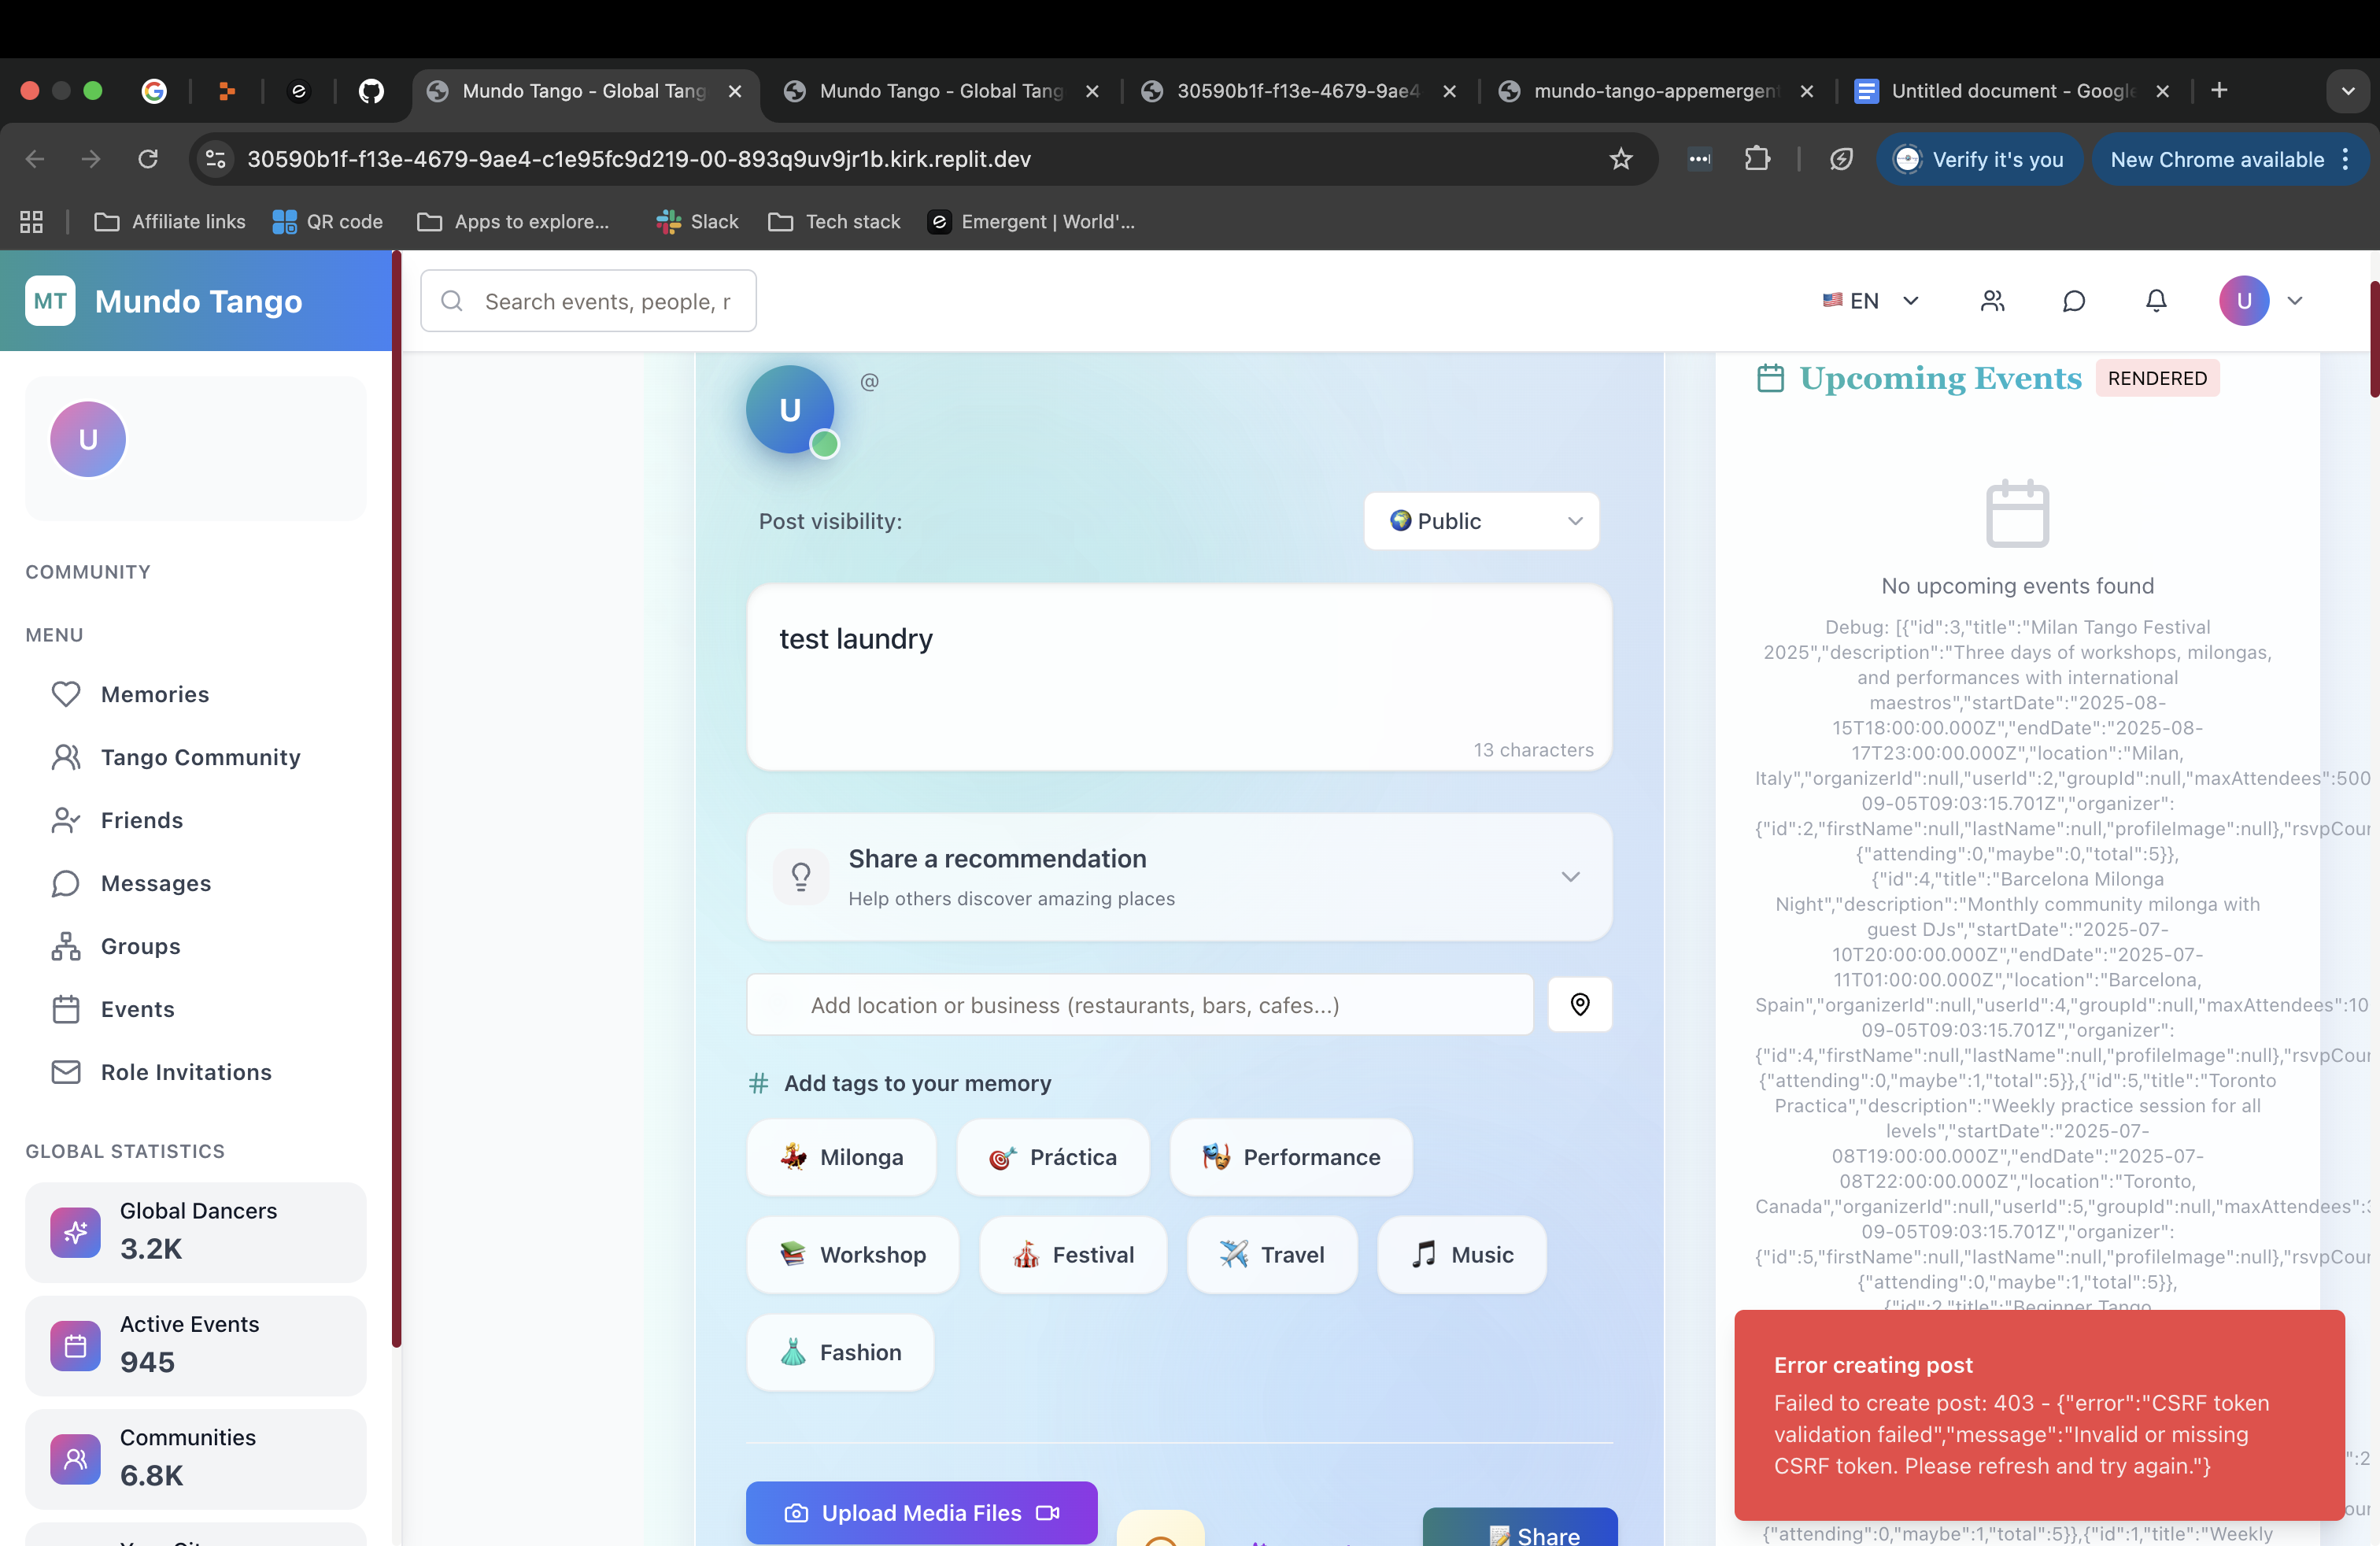 Mundo Tango - Global Tang
Mundo Tango - Global Tang
30590b1f-f13e-4679-9ae4
mundo-tango-appemergent
Untitled document - Google
30590b1f-f13e-4679-9ae4-c1e95fc9d219-00-893q9uv9jr1b.kirk.replit.dev
Verify it's you
New Chrome available
Affiliate links
QR code
Apps to explore...
Slack
Tech stack
Emergent | World'...
MT Mundo Tango
Search events, people, r
🇺🇸 EN
U
U
COMMUNITY
MENU
Memories
Tango Community
Friends
Messages
Groups
Events
Role Invitations
GLOBAL STATISTICS
Global Dancers
3.2K
Active Events
945
Communities
6.8K
U
@
Post visibility:
🌍 Public
test laundry
13 characters
Share a recommendation
Help others discover amazing places
Add location or business (restaurants, bars, cafes...)
# Add tags to your memory
💃 Milonga
🎯 Práctica
🎭 Performance
📚 Workshop
🎪 Festival
✈️ Travel
🎵 Music
👗 Fashion
Upload Media Files
📝 Share
Upcoming Events
RENDERED
No upcoming events found
Debug: [{"id":3,"title":"Milan Tango Festival
2025","description":"Three days of workshops, milongas,
and performances with international
maestros","startDate":"2025-08-
15T18:00:00.000Z","endDate":"2025-08-
17T23:00:00.000Z","location":"Milan,
Italy","organizerId":null,"userId":2,"groupId":null,"maxAttendees":500
09-05T09:03:15.701Z","organizer":
{"id":2,"firstName":null,"lastName":null,"profileImage":null},"rsvpCour
{"attending":0,"maybe":0,"total":5}},
{"id":4,"title":"Barcelona Milonga
Night","description":"Monthly community milonga with
guest DJs","startDate":"2025-07-
10T20:00:00.000Z","endDate":"2025-07-
11T01:00:00.000Z","location":"Barcelona,
Spain","organizerId":null,"userId":4,"groupId":null,"maxAttendees":10
09-05T09:03:15.701Z","organizer":
{"id":4,"firstName":null,"lastName":null,"profileImage":null},"rsvpCour
{"attending":0,"maybe":1,"total":5}},{"id":5,"title":"Toronto
Practica","description":"Weekly practice session for all
levels","startDate":"2025-07-
08T19:00:00.000Z","endDate":"2025-07-
08T22:00:00.000Z","location":"Toronto,
Canada","organizerId":null,"userId":5,"groupId":null,"maxAttendees":
09-05T09:03:15.701Z","organizer":
{"id":5,"firstName":null,"lastName":null,"profileImage":null},"rsvpCour
{"attending":0,"maybe":1,"total":5}},
{"id":2,"title":"Beginner Tango
Error creating post
Failed to create post: 403 - {"error":"CSRF token
validation failed","message":"Invalid or missing
CSRF token. Please refresh and try again."}
{"attending":0,"maybe":1,"total":5}},{"id":1,"title":"Weekly